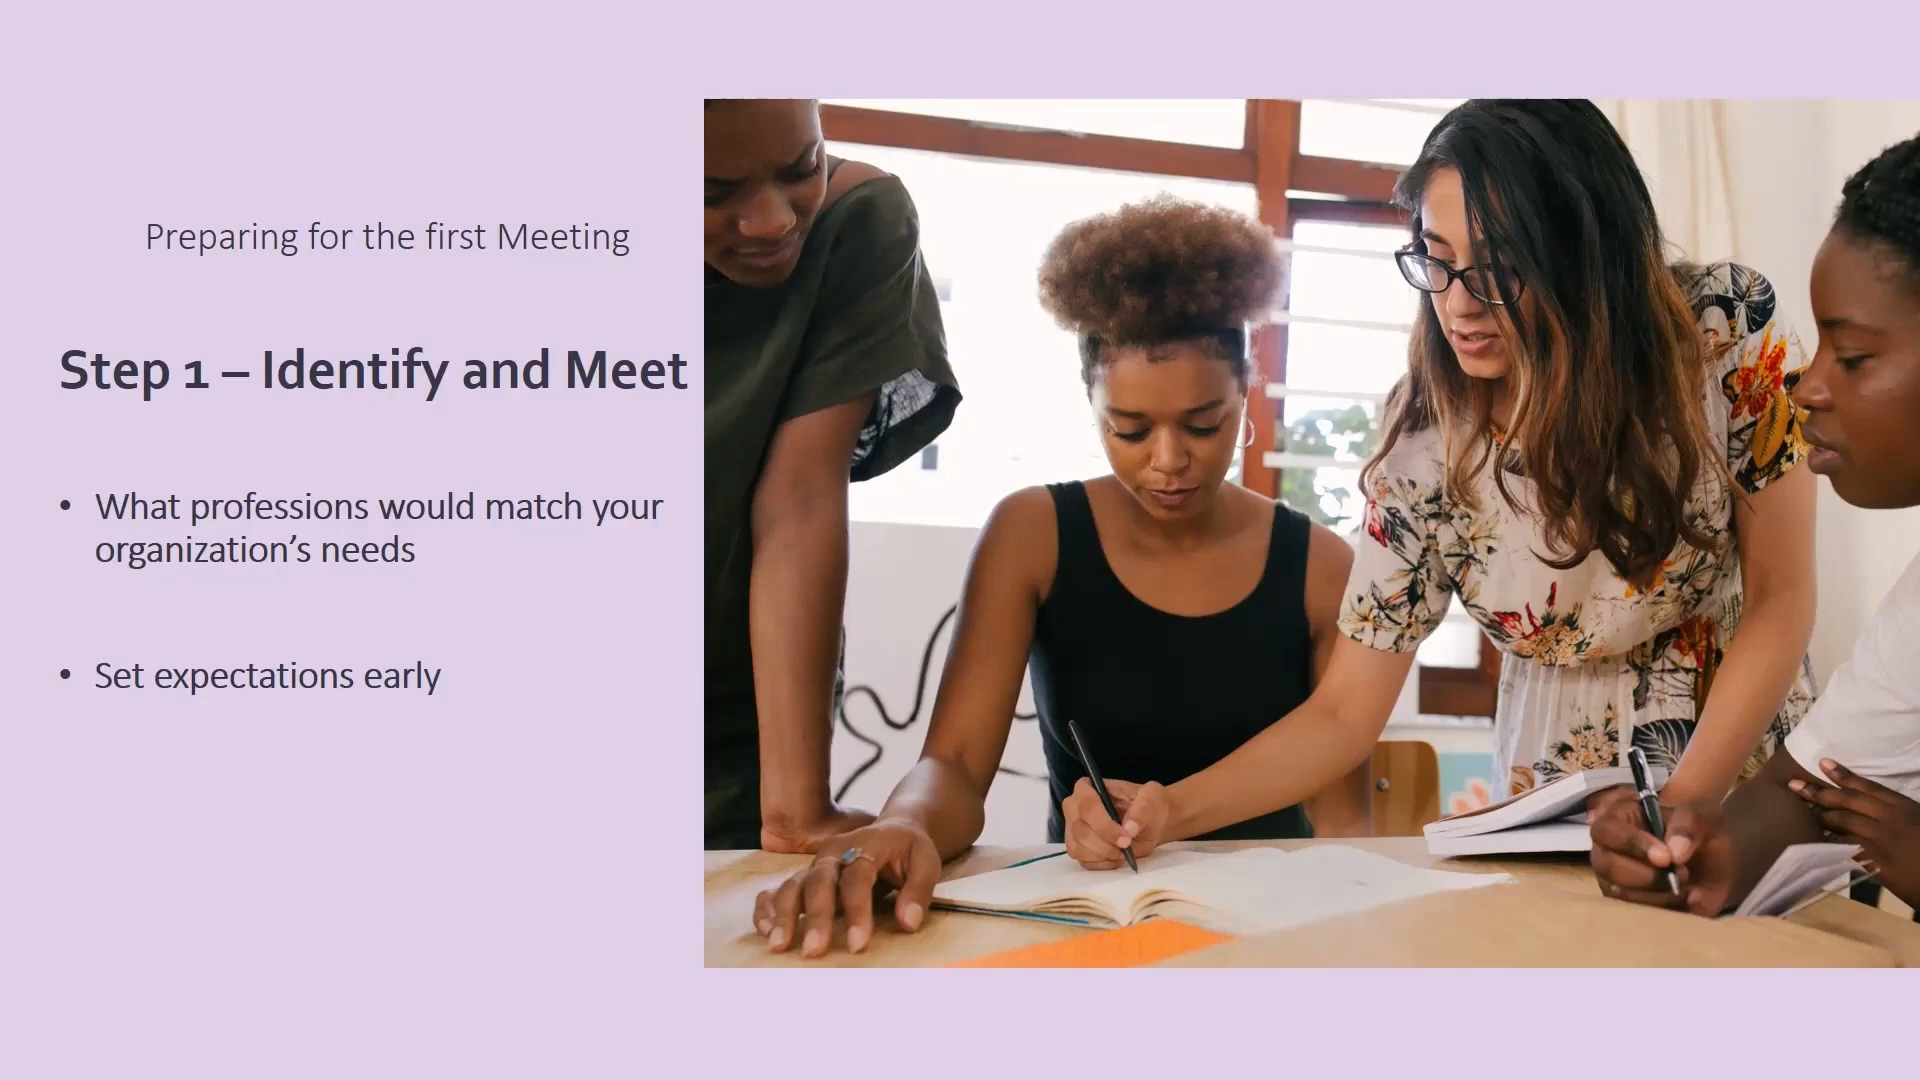 Preparing for the first Meeting
Step 1 – Identify and Meet
• What professions would match your
organization’s needs
• Set expectations early